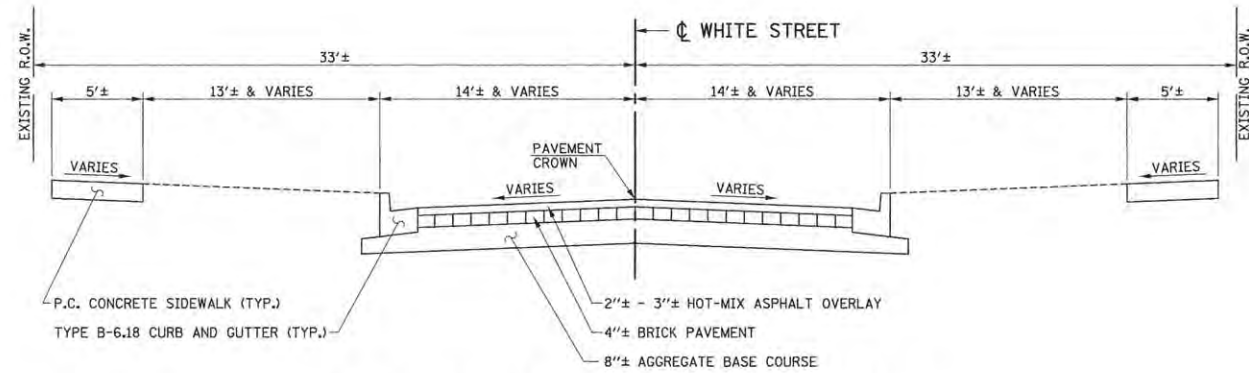 ℄ WHITE STREET
EXISTING R.O.W.
33'±
33'±
EXISTING R.O.W.
5'±
13'± & VARIES
14'± & VARIES
14'± & VARIES
13'± & VARIES
5'±
PAVEMENT
CROWN
VARIES
VARIES
VARIES
VARIES
P.C. CONCRETE SIDEWALK (TYP.)
TYPE B-6.18 CURB AND GUTTER (TYP.)
2''± - 3''± HOT-MIX ASPHALT OVERLAY
4''± BRICK PAVEMENT
8''± AGGREGATE BASE COURSE